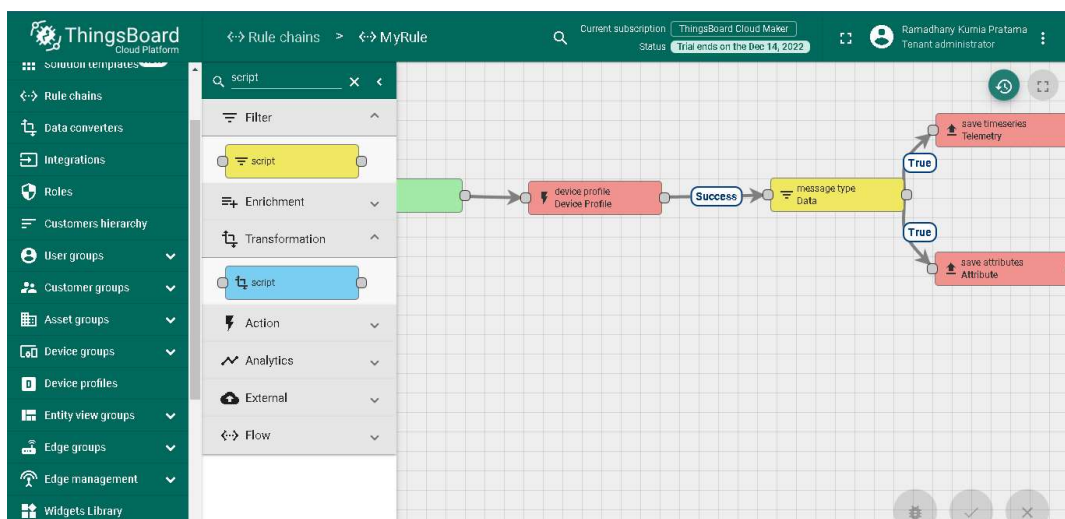 ThingsBoard
Cloud Platform
Rule chains > MyRule
Current subscription ThingsBoard Cloud Maker
Status Trial ends on the Dec 14, 2022
Ramadhany Kurnia Pratama
Tenant administrator
Solution templates
Rule chains
Data converters
Integrations
Roles
Customers hierarchy
User groups
Customer groups
Asset groups
Device groups
Device profiles
Entity view groups
Edge groups
Edge management
Widgets Library
script
Filter
script
Enrichment
Transformation
script
Action
Analytics
External
Flow
device profile
Device Profile
Success
message type
Data
True
True
save timeseries
Telemetry
save attributes
Attribute